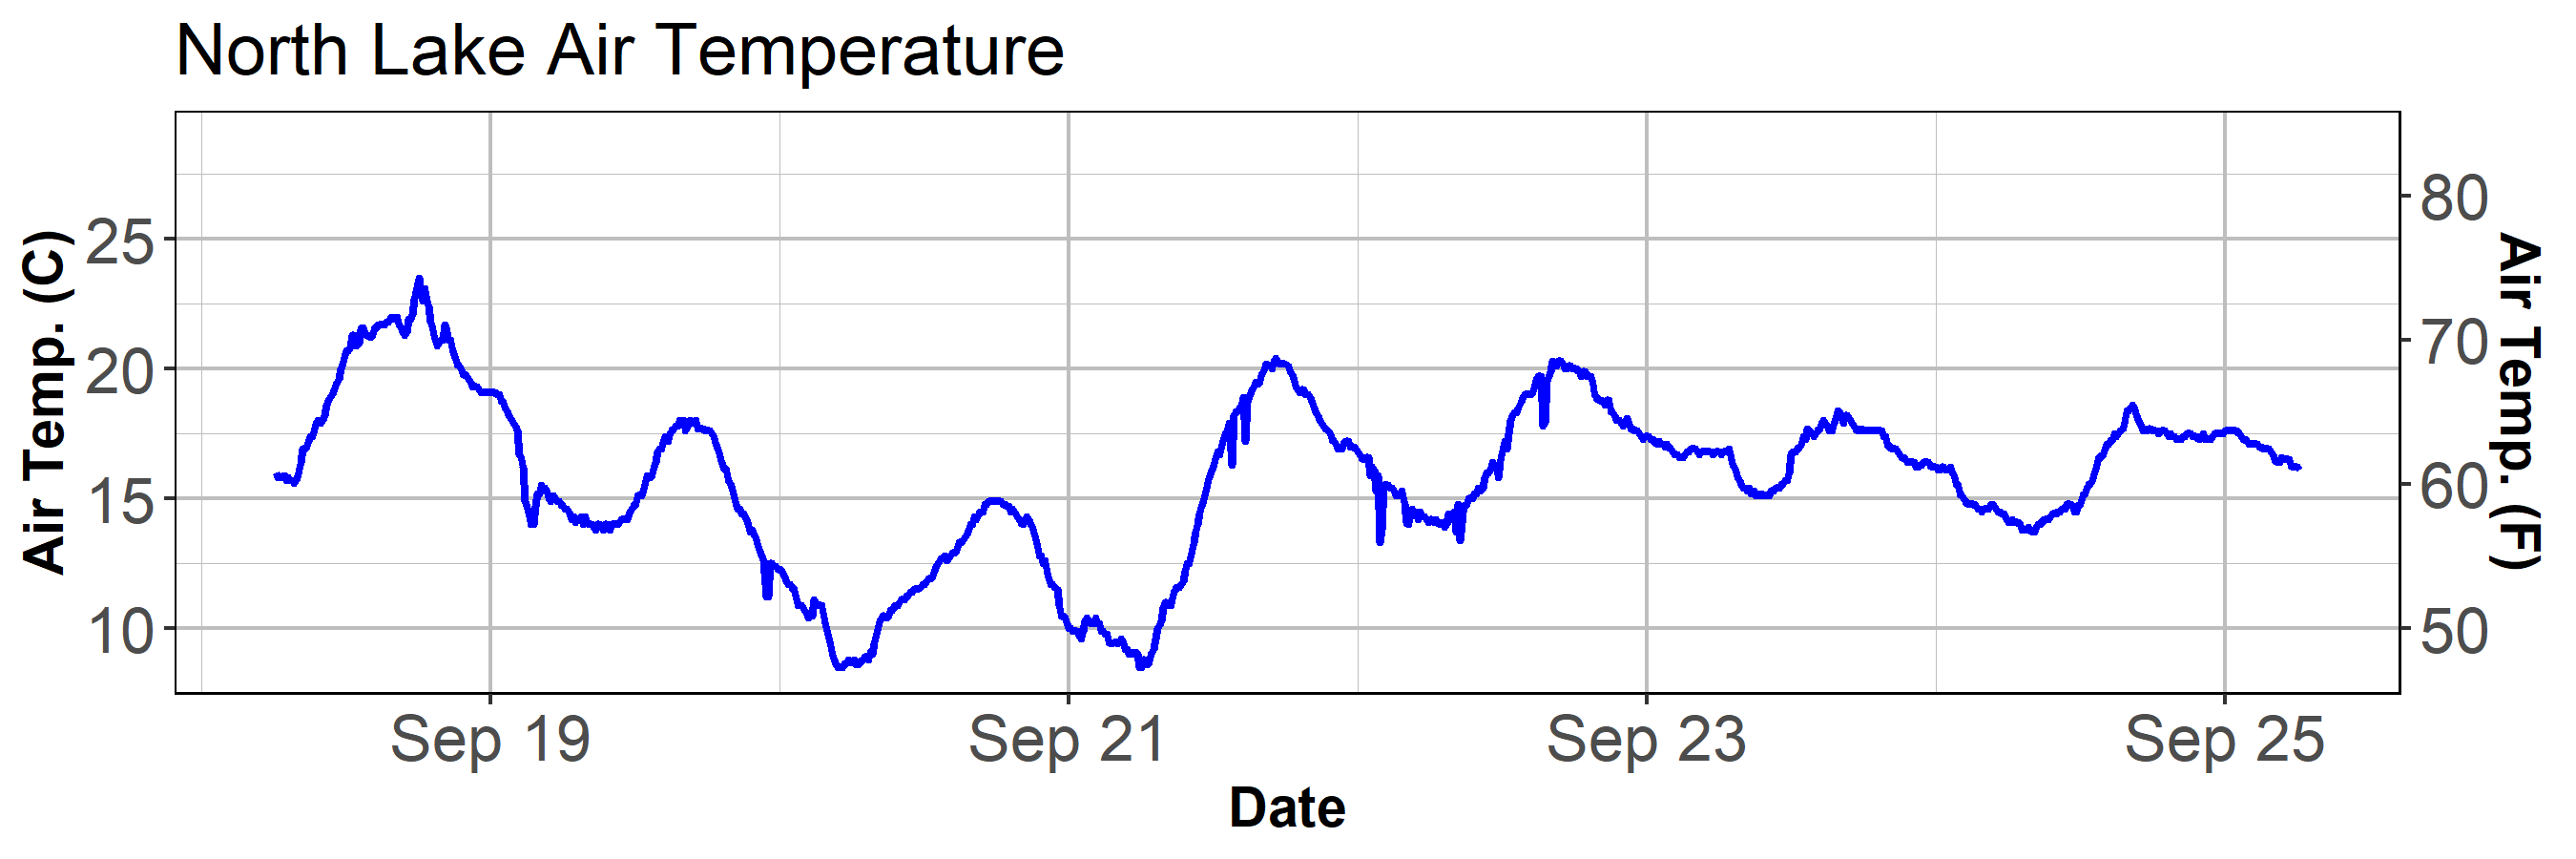 North Lake Air Temperature
Air Temp. (C)
25
20
15
10
80
70
60
50
Air Temp. (F)
Sep 19
Sep 21
Sep 23
Sep 25
Date